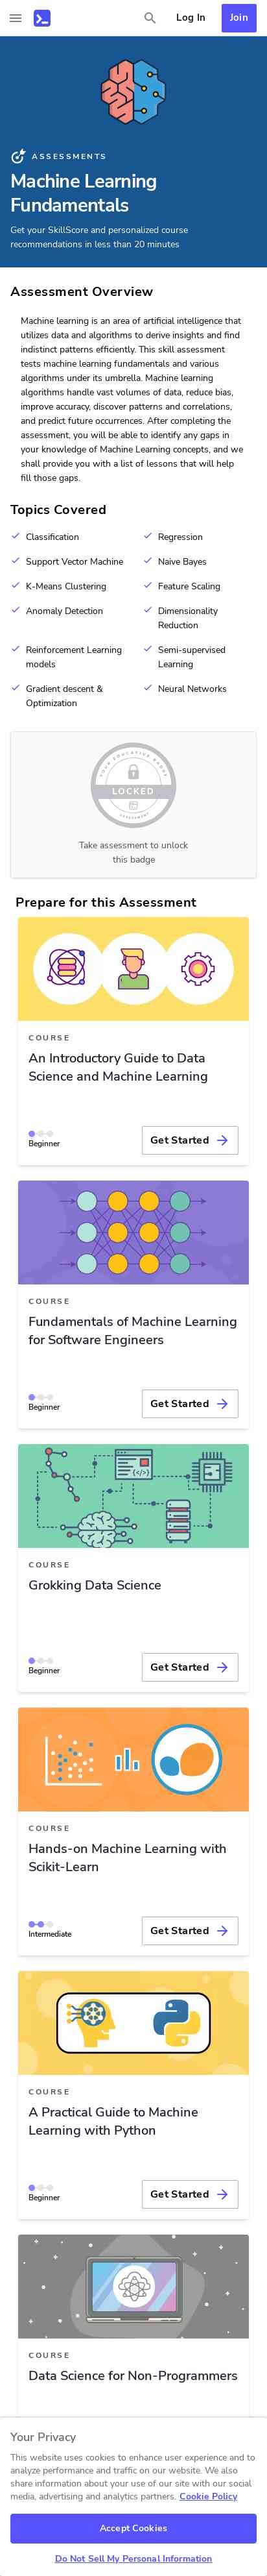 Log In
Join
ASSESSMENTS
Machine Learning
Fundamentals
Get your SkillScore and personalized course
recommendations in less than 20 minutes
Assessment Overview
Machine learning is an area of artificial intelligence that
utilizes data and algorithms to derive insights and find
indistinct patterns efficiently. This skill assessment
tests machine learning fundamentals and various
algorithms under its umbrella. Machine learning
algorithms handle vast volumes of data, reduce bias,
improve accuracy, discover patterns and correlations,
and predict future occurrences. After completing the
assessment, you will be able to identify any gaps in
your knowledge of Machine Learning concepts, and we
shall provide you with a list of lessons that will help
fill those gaps.
Topics Covered
Classification
Regression
Support Vector Machine
Naive Bayes
K-Means Clustering
Feature Scaling
Anomaly Detection
Dimensionality
Reduction
Reinforcement Learning
models
Semi-supervised
Learning
Gradient descent &
Optimization
Neural Networks
YOUR EDUCATIVE BADGE
LOCKED
ASSESSMENT
Take assessment to unlock
this badge
Prepare for this Assessment
COURSE
An Introductory Guide to Data
Science and Machine Learning
Beginner
Get Started
COURSE
Fundamentals of Machine Learning
for Software Engineers
Beginner
Get Started
COURSE
Grokking Data Science
Beginner
Get Started
COURSE
Hands-on Machine Learning with
Scikit-Learn
Intermediate
Get Started
COURSE
A Practical Guide to Machine
Learning with Python
Beginner
Get Started
COURSE
Data Science for Non-Programmers
Your Privacy
This website uses cookies to enhance user experience and to
analyze performance and traffic on our website. We also
share information about your use of our site with our social
media, advertising and analytics partners. Cookie Policy
Accept Cookies
Do Not Sell My Personal Information